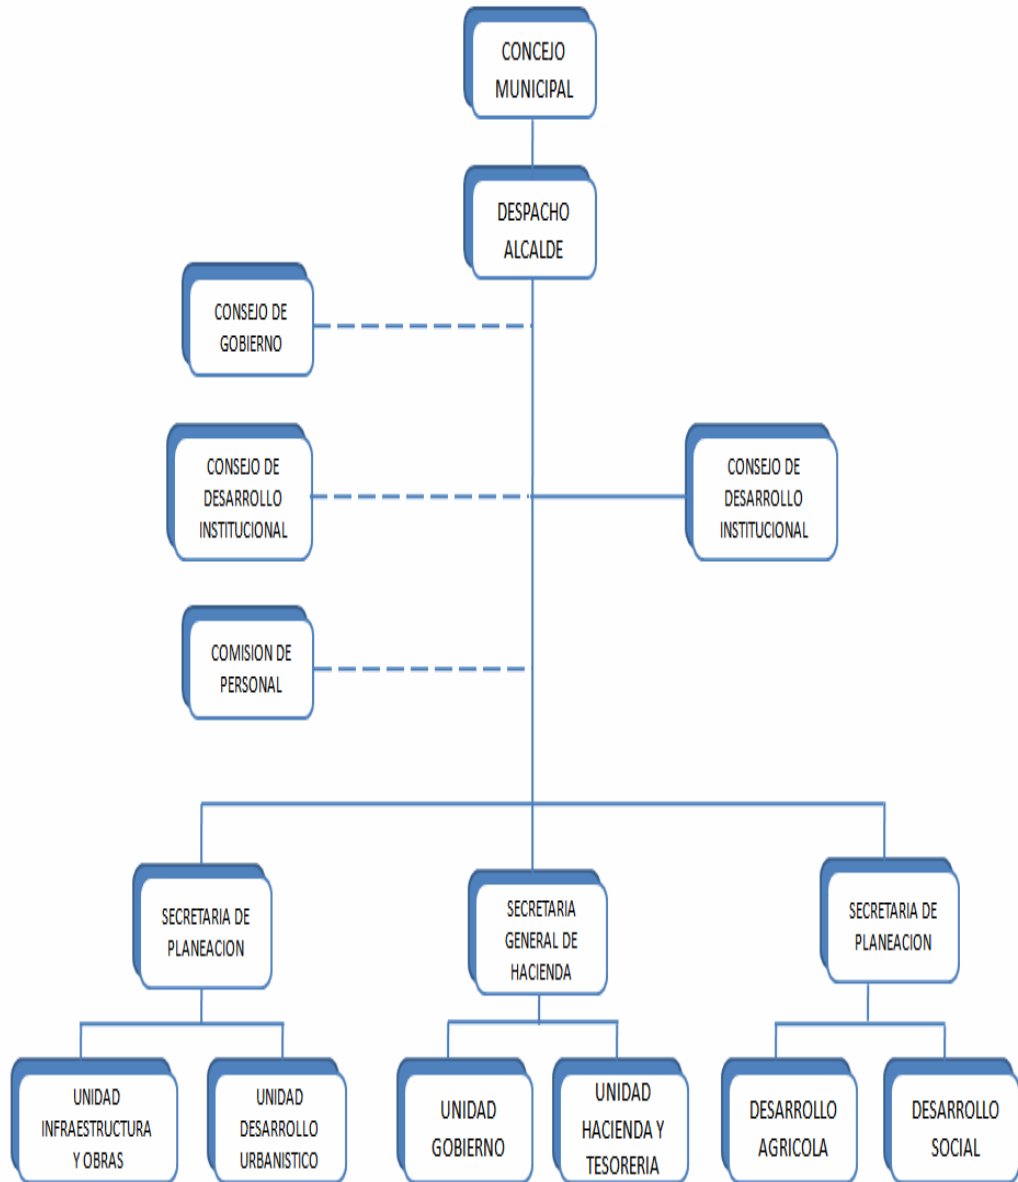 CONCEJO
MUNICIPAL
DESPACHO
ALCALDE
CONSEJO DE
GOBIERNO
CONSEJO DE
DESARROLLO
INSTITUCIONAL
CONSEJO DE
DESARROLLO
INSTITUCIONAL
COMISION DE
PERSONAL
SECRETARIA DE
PLANEACION
SECRETARIA
GENERAL DE
HACIENDA
SECRETARIA DE
PLANEACION
UNIDAD
INFRAESTRUCTURA
Y OBRAS
UNIDAD
DESARROLLO
URBANISTICO
UNIDAD
GOBIERNO
UNIDAD
HACIENDA Y
TESORERIA
DESARROLLO
AGRICOLA
DESARROLLO
SOCIAL